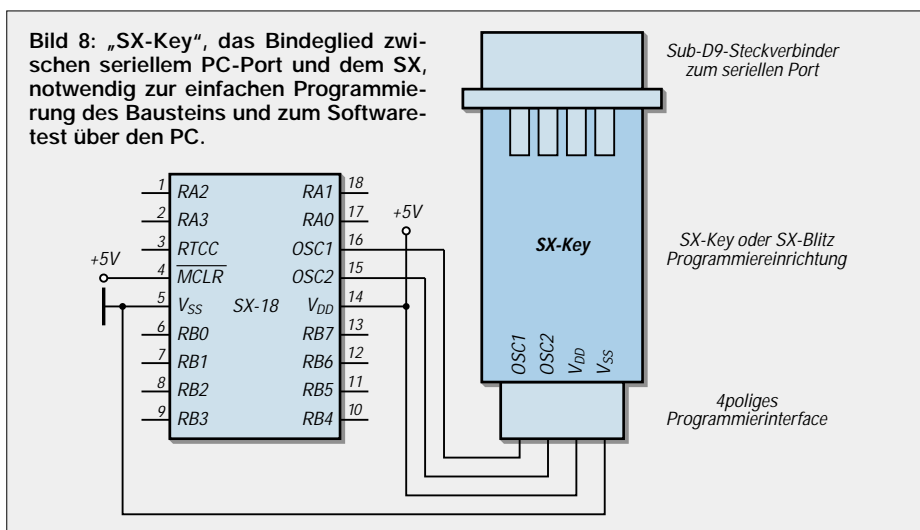 Bild 8: „SX-Key“, das Bindeglied zwi-
schen seriellem PC-Port und dem SX,
notwendig zur einfachen Programmie-
rung des Bausteins und zum Software-
test über den PC.
Sub-D9-Steckverbinder
zum seriellen Port
1 RA2 RA1 18
2 RA3 RA0 17
+5V
3 RTCC OSC1 16
+5V
4 MCLR OSC2 15
5 VSS SX-18 VDD 14
6 RB0 RB7 13
7 RB1 RB6 12
8 RB2 RB5 11
9 RB3 RB4 10
SX-Key
SX-Key oder SX-Blitz
Programmiereinrichtung
OSC1
OSC2
VDD
VSS
4poliges
Programmierinterface